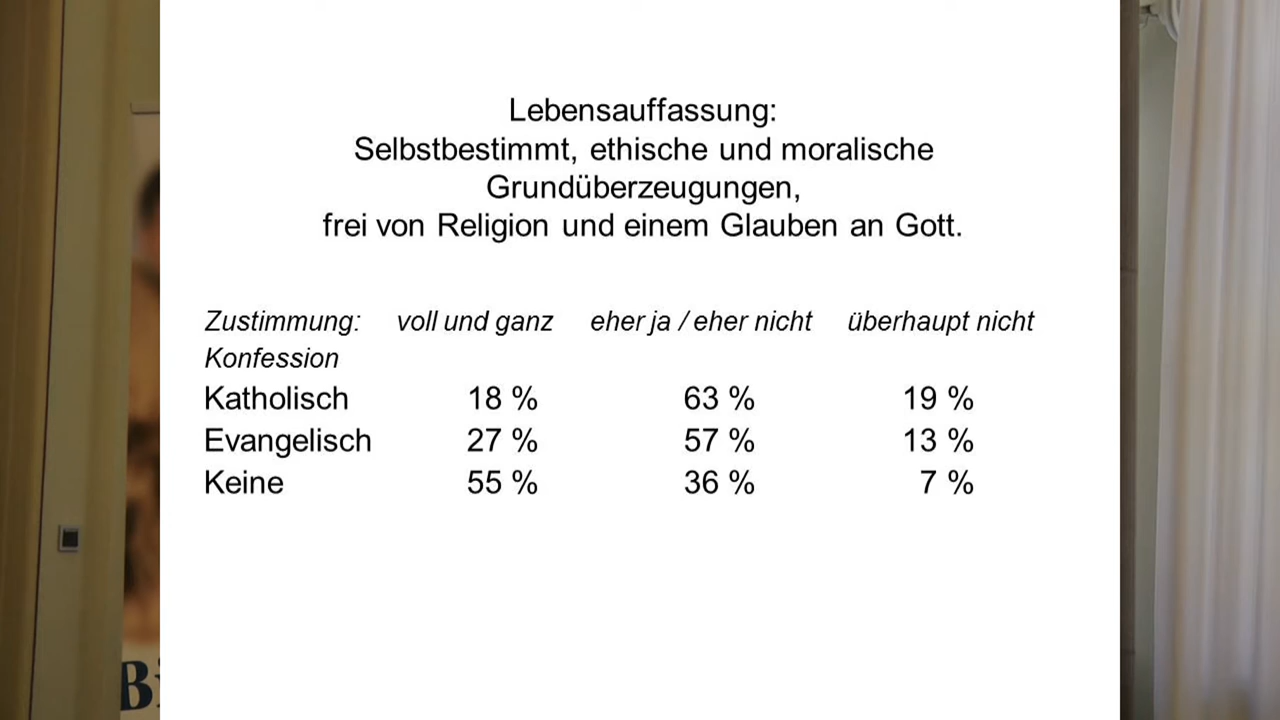 Lebensauffassung:
Selbstbestimmt, ethische und moralische
Grundüberzeugungen,
frei von Religion und einem Glauben an Gott.
Zustimmung: voll und ganz eher ja / eher nicht überhaupt nicht
Konfession
Katholisch 18 % 63 % 19 %
Evangelisch 27 % 57 % 13 %
Keine 55 % 36 % 7 %